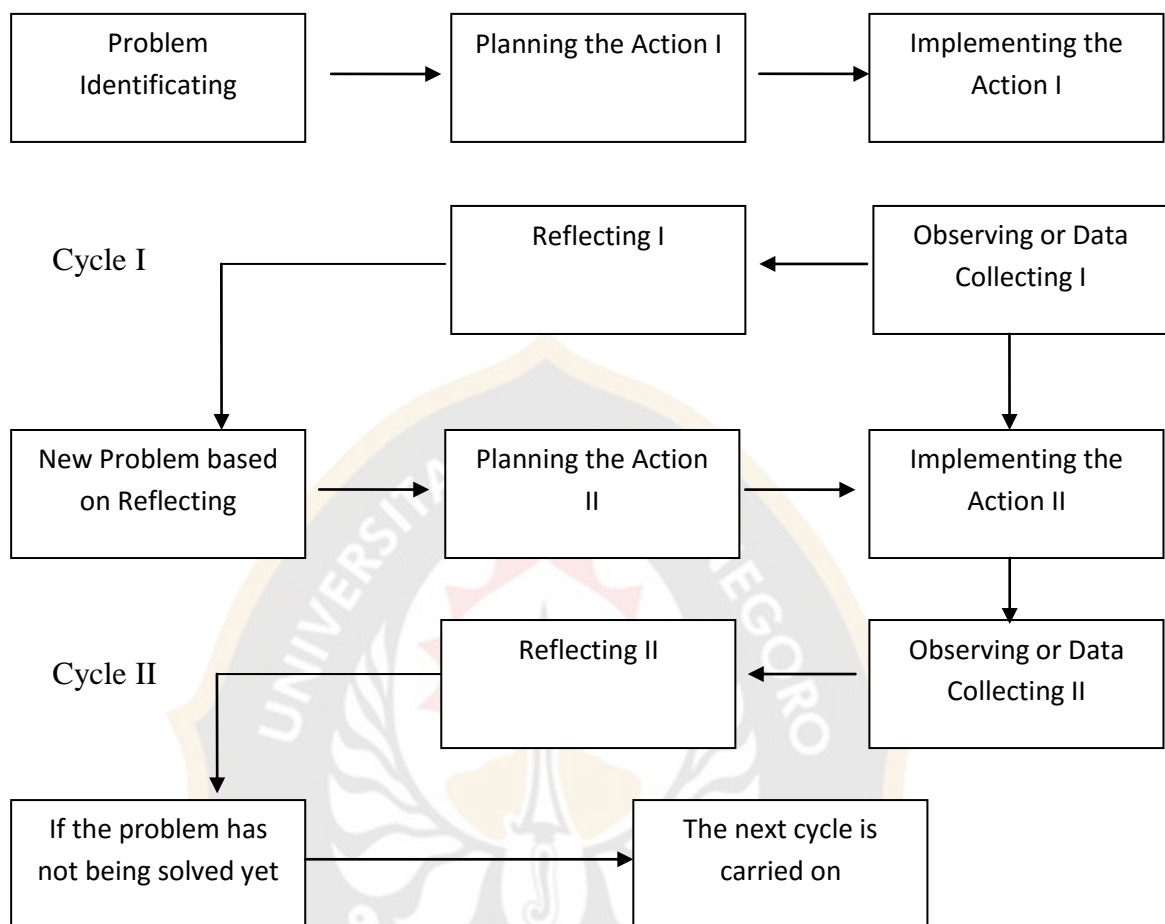 Problem
Identificating
Planning the Action I
Implementing the
Action I
Cycle I
Reflecting I
Observing or Data
Collecting I
New Problem based
on Reflecting
Planning the Action
II
Implementing the
Action II
Cycle II
Reflecting II
Observing or Data
Collecting II
If the problem has
not being solved yet
The next cycle is
carried on